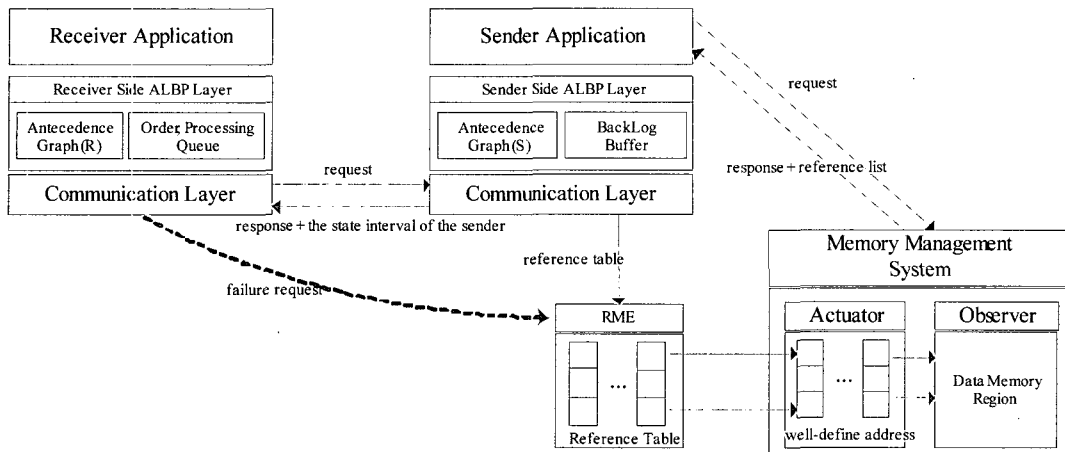 Receiver Application
Sender Application
Receiver Side ALBP Layer
Sender Side ALBP Layer
request
Antecedence
Graph(R)
Order, Processing
Queue
Antecedence
Graph(S)
BackLog
Buffer
request
response + reference list
Communication Layer
Communication Layer
response + the state interval of the sender
reference table
Memory Management
System
failure request
RME
Actuator
Observer
...
...
Data Memory
Region
Reference Table
well-define address